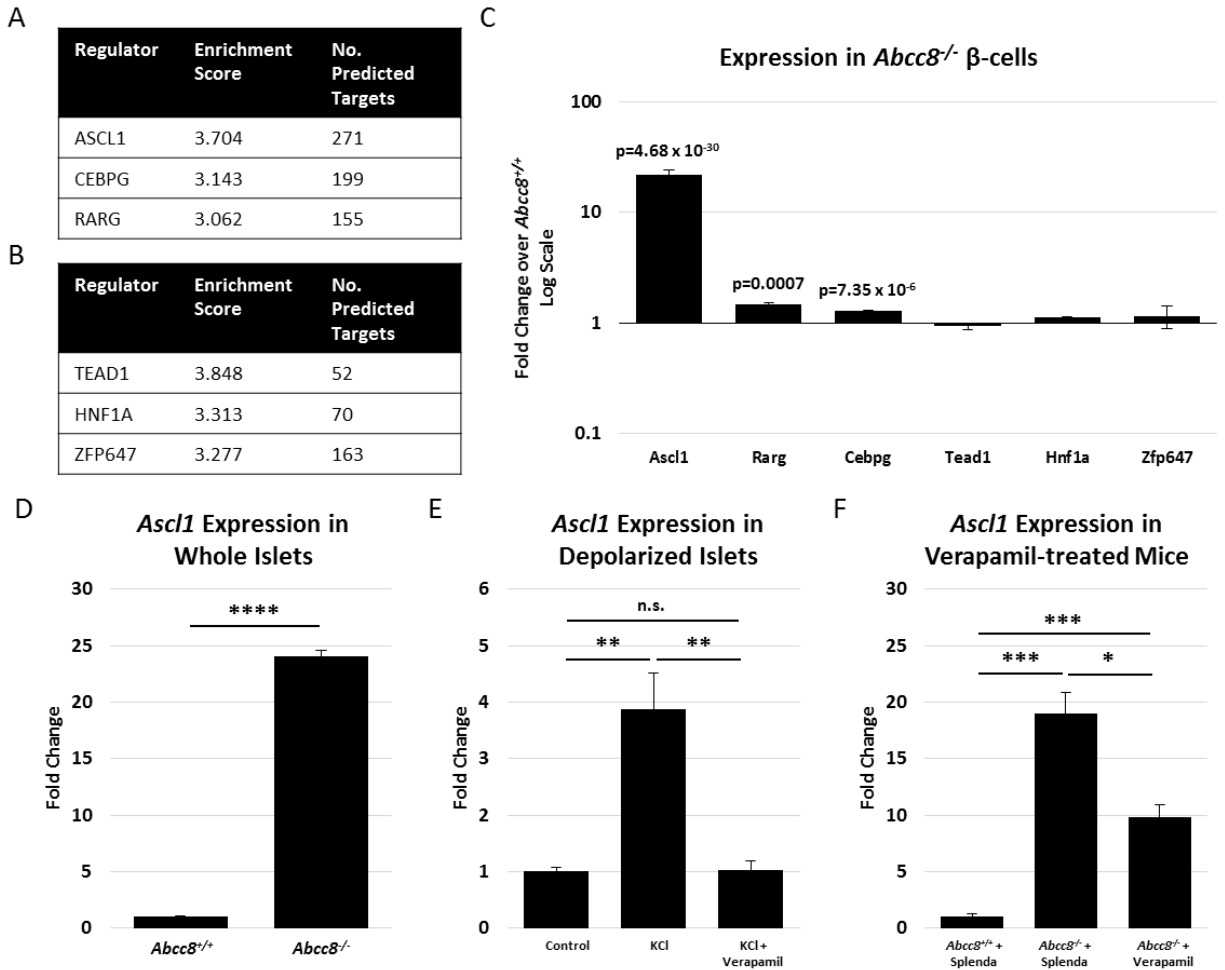 A
Regulator Enrichment Score No. Predicted Targets
ASCL1 3.704 271
CEBPG 3.143 199
RARG 3.062 155
B
Regulator Enrichment Score No. Predicted Targets
TEAD1 3.848 52
HNF1A 3.313 70
ZFP647 3.277 163
C
Expression in Abcc8-/- β-cells
Fold Change over Abcc8+/+
Log Scale
100
10
1
0.1
p=4.68 x 10-30
p=0.0007
p=7.35 x 10-6
Ascl1 Rarg Cebpg Tead1 Hnf1a Zfp647
D
Ascl1 Expression in
Whole Islets
Fold Change
30
25
20
15
10
5
0
****
Abcc8+/+ Abcc8-/-
E
Ascl1 Expression in
Depolarized Islets
Fold Change
6
5
4
3
2
1
0
n.s.
** **
Control KCl KCl +
Verapamil
F
Ascl1 Expression in
Verapamil-treated Mice
Fold Change
30
25
20
15
10
5
0
***
*** *
Abcc8+/+ + Abcc8-/- + Abcc8-/- +
Splenda Splenda Verapamil